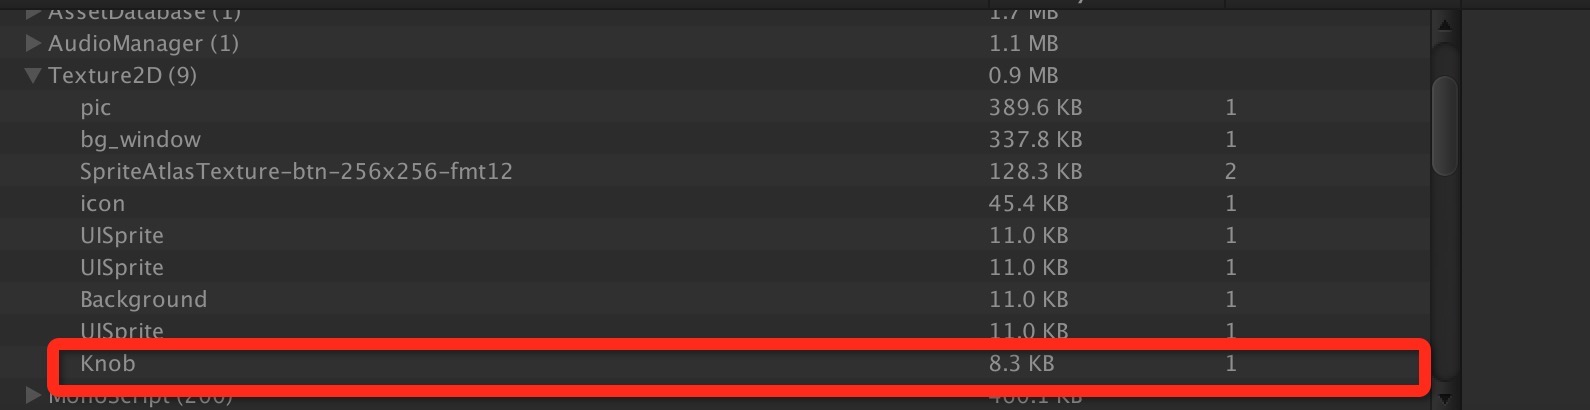 AssetDatabase (1) 1.7 MB
AudioManager (1) 1.1 MB
Texture2D (9) 0.9 MB
pic 389.6 KB 1
bg_window 337.8 KB 1
SpriteAtlasTexture-btn-256x256-fmt12 128.3 KB 2
icon 45.4 KB 1
UISprite 11.0 KB 1
UISprite 11.0 KB 1
Background 11.0 KB 1
UISprite 11.0 KB 1
Knob 8.3 KB 1
MonoScript (200) KB